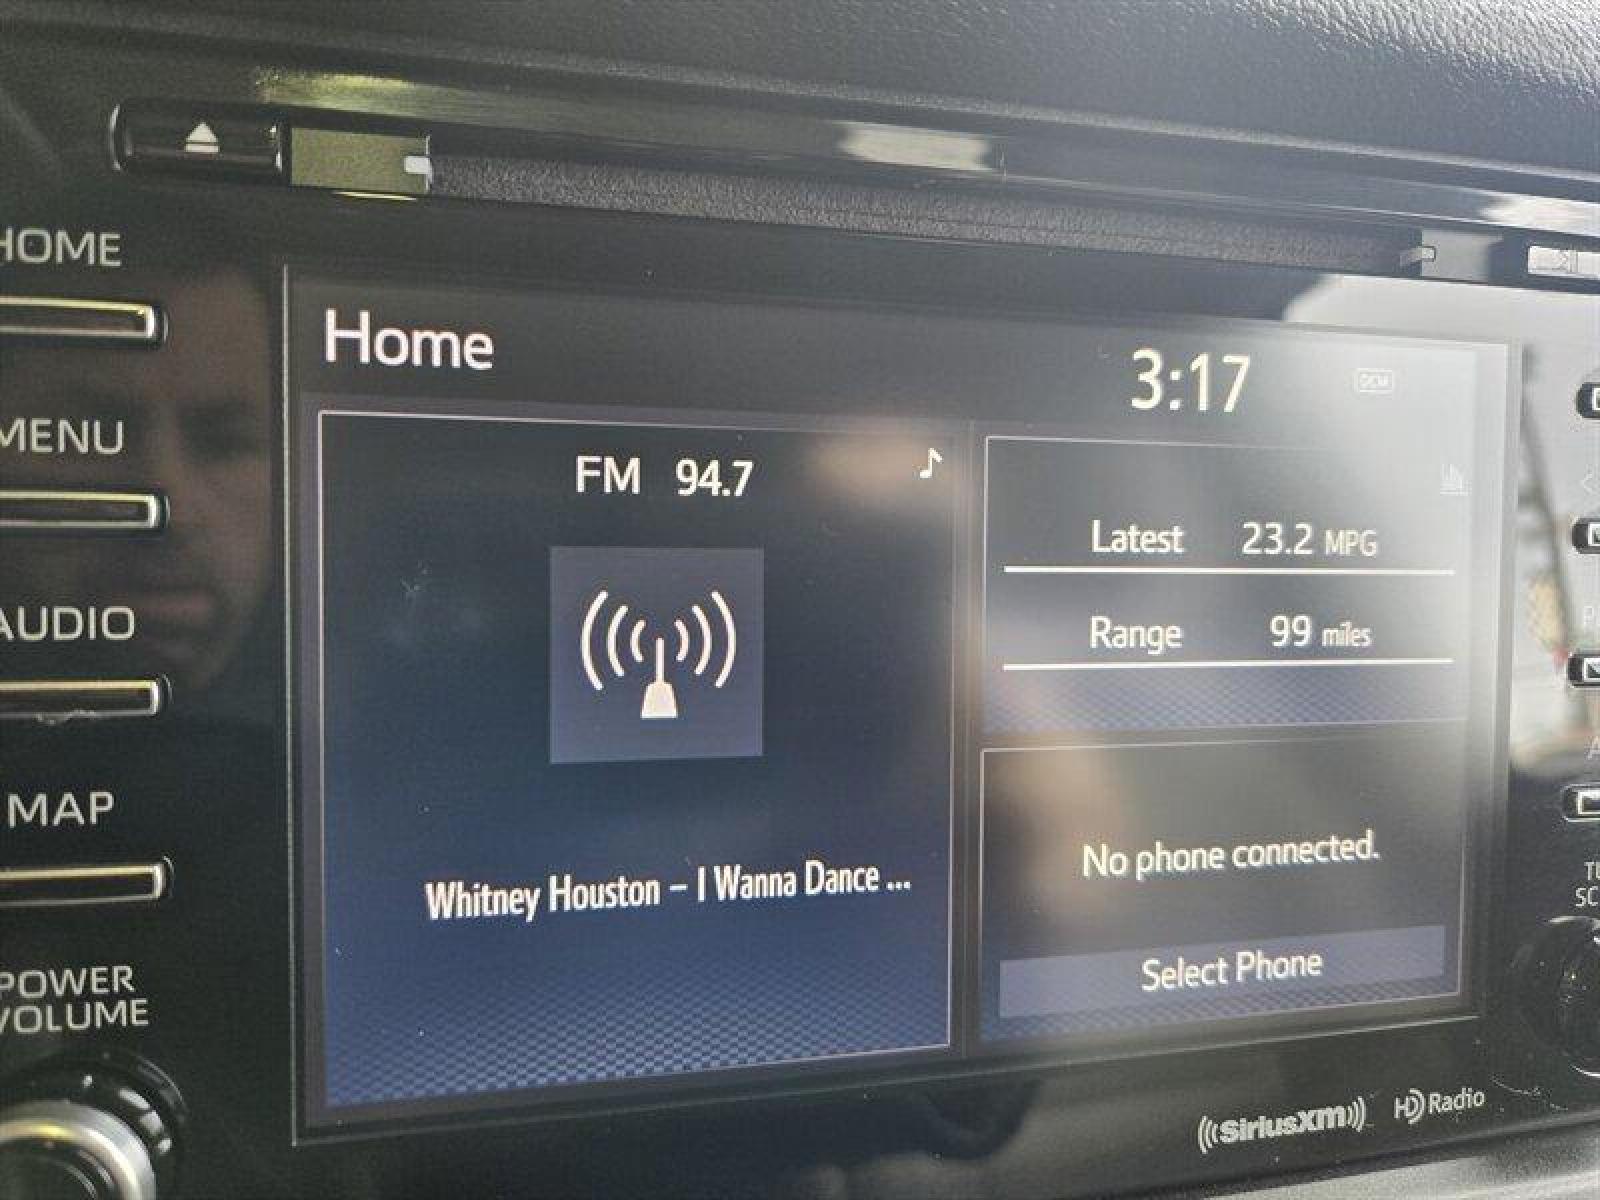 HOME
MENU
AUDIO
MAP
POWER
VOLUME
Home
3:17
DCM
FM 94.7
Whitney Houston – I Wanna Dance ...
Latest 23.2 MPG
Range 99 miles
No phone connected.
Select Phone
((SiriusXM))
HD Radio